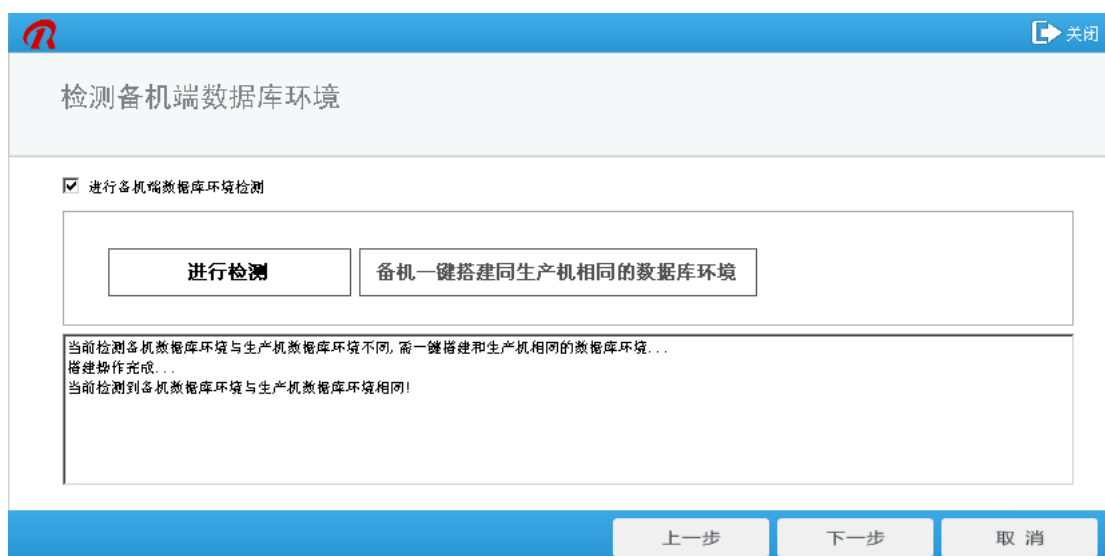 关闭
检测备机端数据库环境
进行备机端数据库环境检测
进行检测
备机一键搭建同生产机相同的数据库环境
当前检测备机数据库环境与生产机数据库环境不同,需一键搭建和生产机相同的数据库环境...
搭建操作完成...
当前检测到备机数据库环境与生产机数据库环境相同!
上一步
下一步
取 消